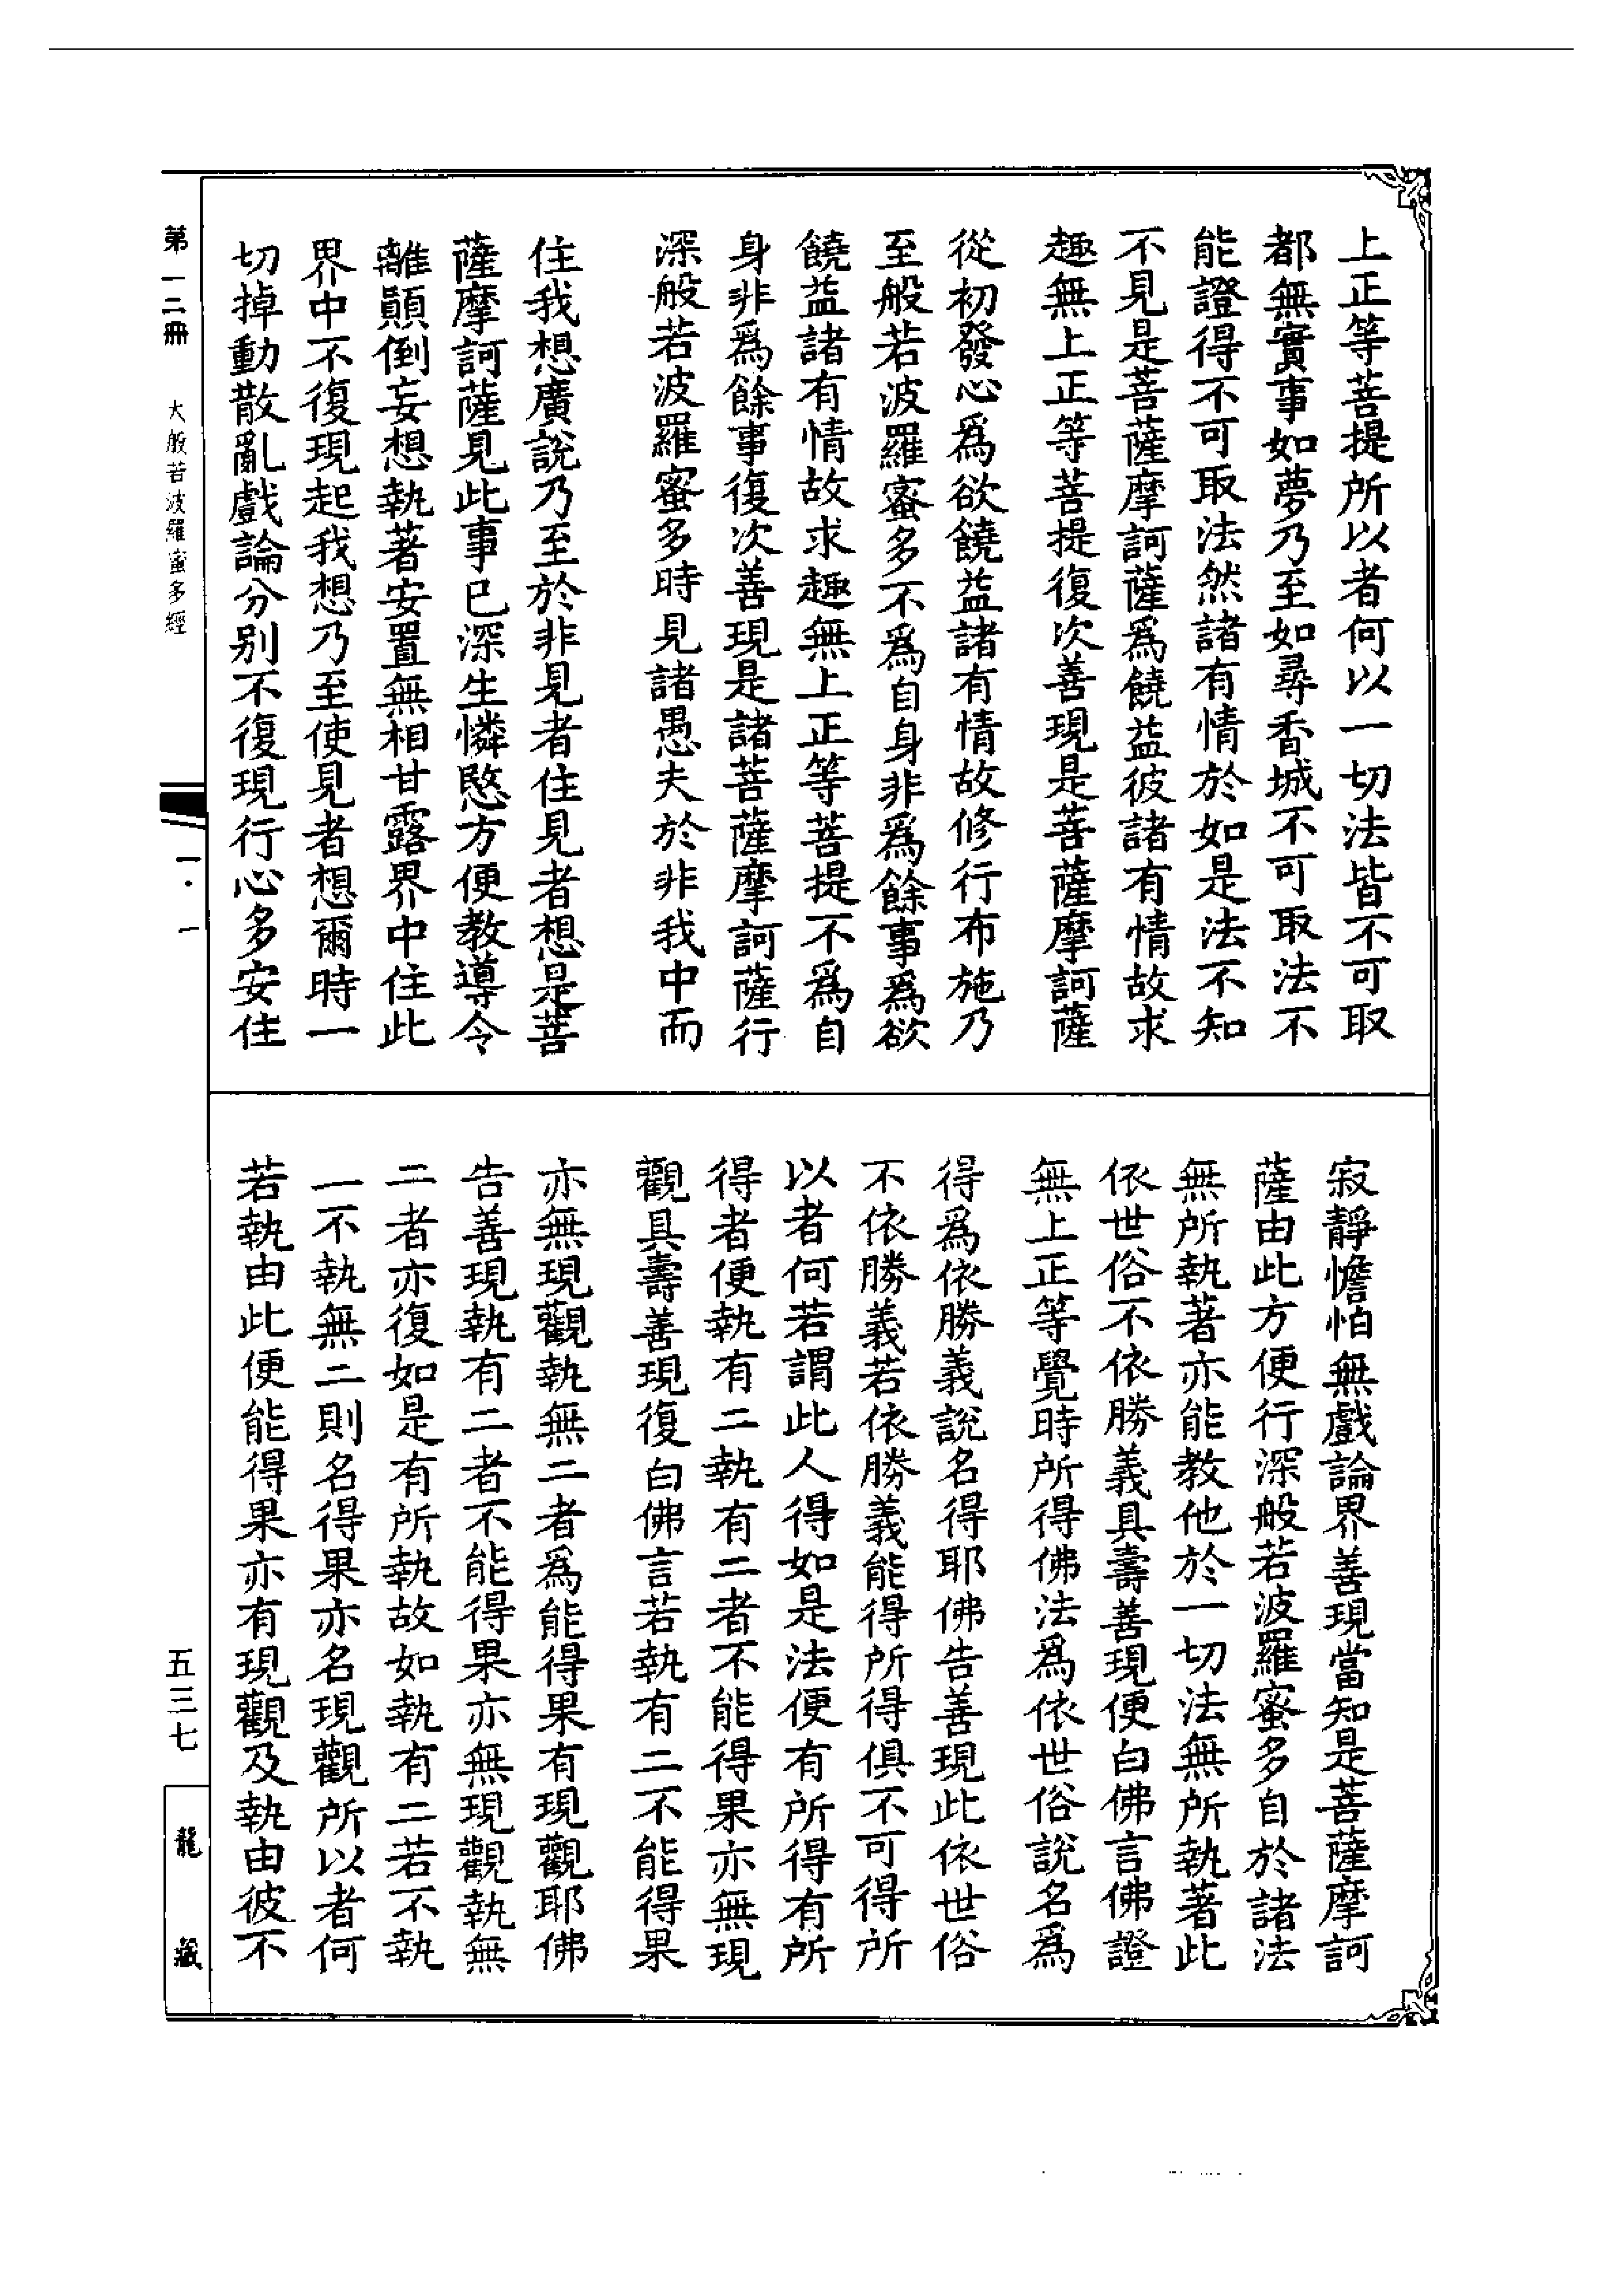 上正等菩提所以者何以一切法皆不可取
都無實事如夢乃至如尋香城不可取法不
能證得不可取法然諸有情於如是法不知
不見是菩薩摩訶薩爲饒益彼諸有情故求
趣無上正等菩提復次善現是菩薩摩訶薩
從初發心爲欲饒益諸有情故修行布施乃
至般若波羅蜜多不爲自身非爲餘事爲欲
饒益諸有情故求趣無上正等菩提不爲自
身非爲餘事復次善現是諸菩薩摩訶薩行
深般若波羅蜜多時見諸愚夫於非我中而
住我想廣說乃至於非見者住見者想是菩
薩摩訶薩見此事已深生憐愍方便教導令
離顚倒妄想執著安置無相甘露界中住此
界中不復現起我想乃至使見者想爾時一
切掉動散亂戲論分別不復現行心多安住
寂靜憺怕無戲論界善現當知是菩薩摩訶
薩由此方便行深般若波羅蜜多自於諸法
無所執著亦能教他於一切法無所執著此
依世俗不依勝義具壽善現便白佛言佛證
無上正等覺時所得佛法爲依世俗說名爲
得爲依勝義說名得耶佛告善現此依世俗
不依勝義若依勝義能得所得俱不可得所
以者何若謂此人得如是法便有所得有所
得者便執有二執有二者不能得果亦無現
觀具壽善現復白佛言若執有二不能得果
亦無現觀執無二者爲能得果有現觀耶佛
告善現執有二者不能得果亦無現觀執無
二者亦復如是有所執故如執有二若不執
一不執無二則名得果亦名現觀所以者何
若執由此便能得果亦有現觀及執由彼不
第一二冊
大般若波羅蜜多經
一·一
五三七
龍藏